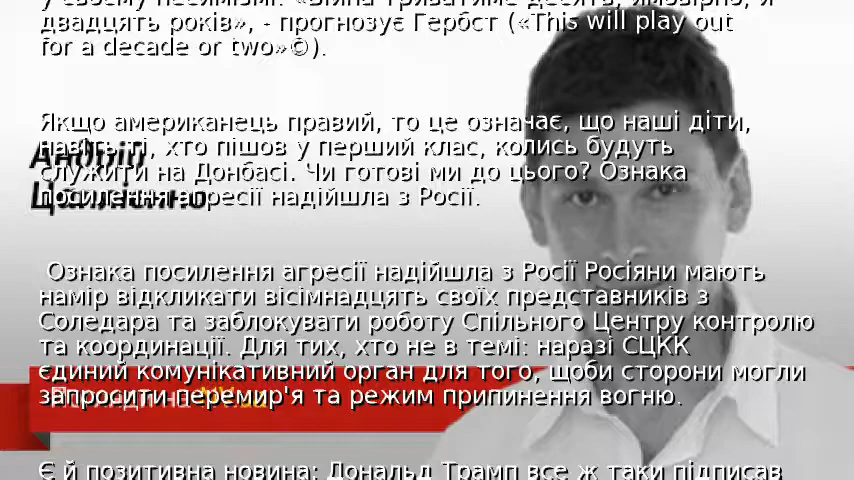 у своєму песимізмі. «Війна триватиме десять, ймовірно, й
двадцять років», - прогнозує Гербст («This will play out
for a decade or two»©).
Якщо американець правий, то це означає, що наші діти,
навіть ті, хто пішов у перший клас, колись будуть
служити на Донбасі. Чи готові ми до цього? Ознака
посилення агресії надійшла з Росії.
Андрій
Цаплієнко
Ознака посилення агресії надійшла з Росії Росіяни мають
намір відкликати вісімнадцять своїх представників з
Соледара та заблокувати роботу Спільного Центру контролю
та координації. Для тих, хто не в темі: наразі СЦКК
єдиний комунікативний орган для того, щоби сторони могли
запросити перемир'я та режим припинення вогню.
NV.ua
Є й позитивна новина: Дональд Трамп все ж таки підписав